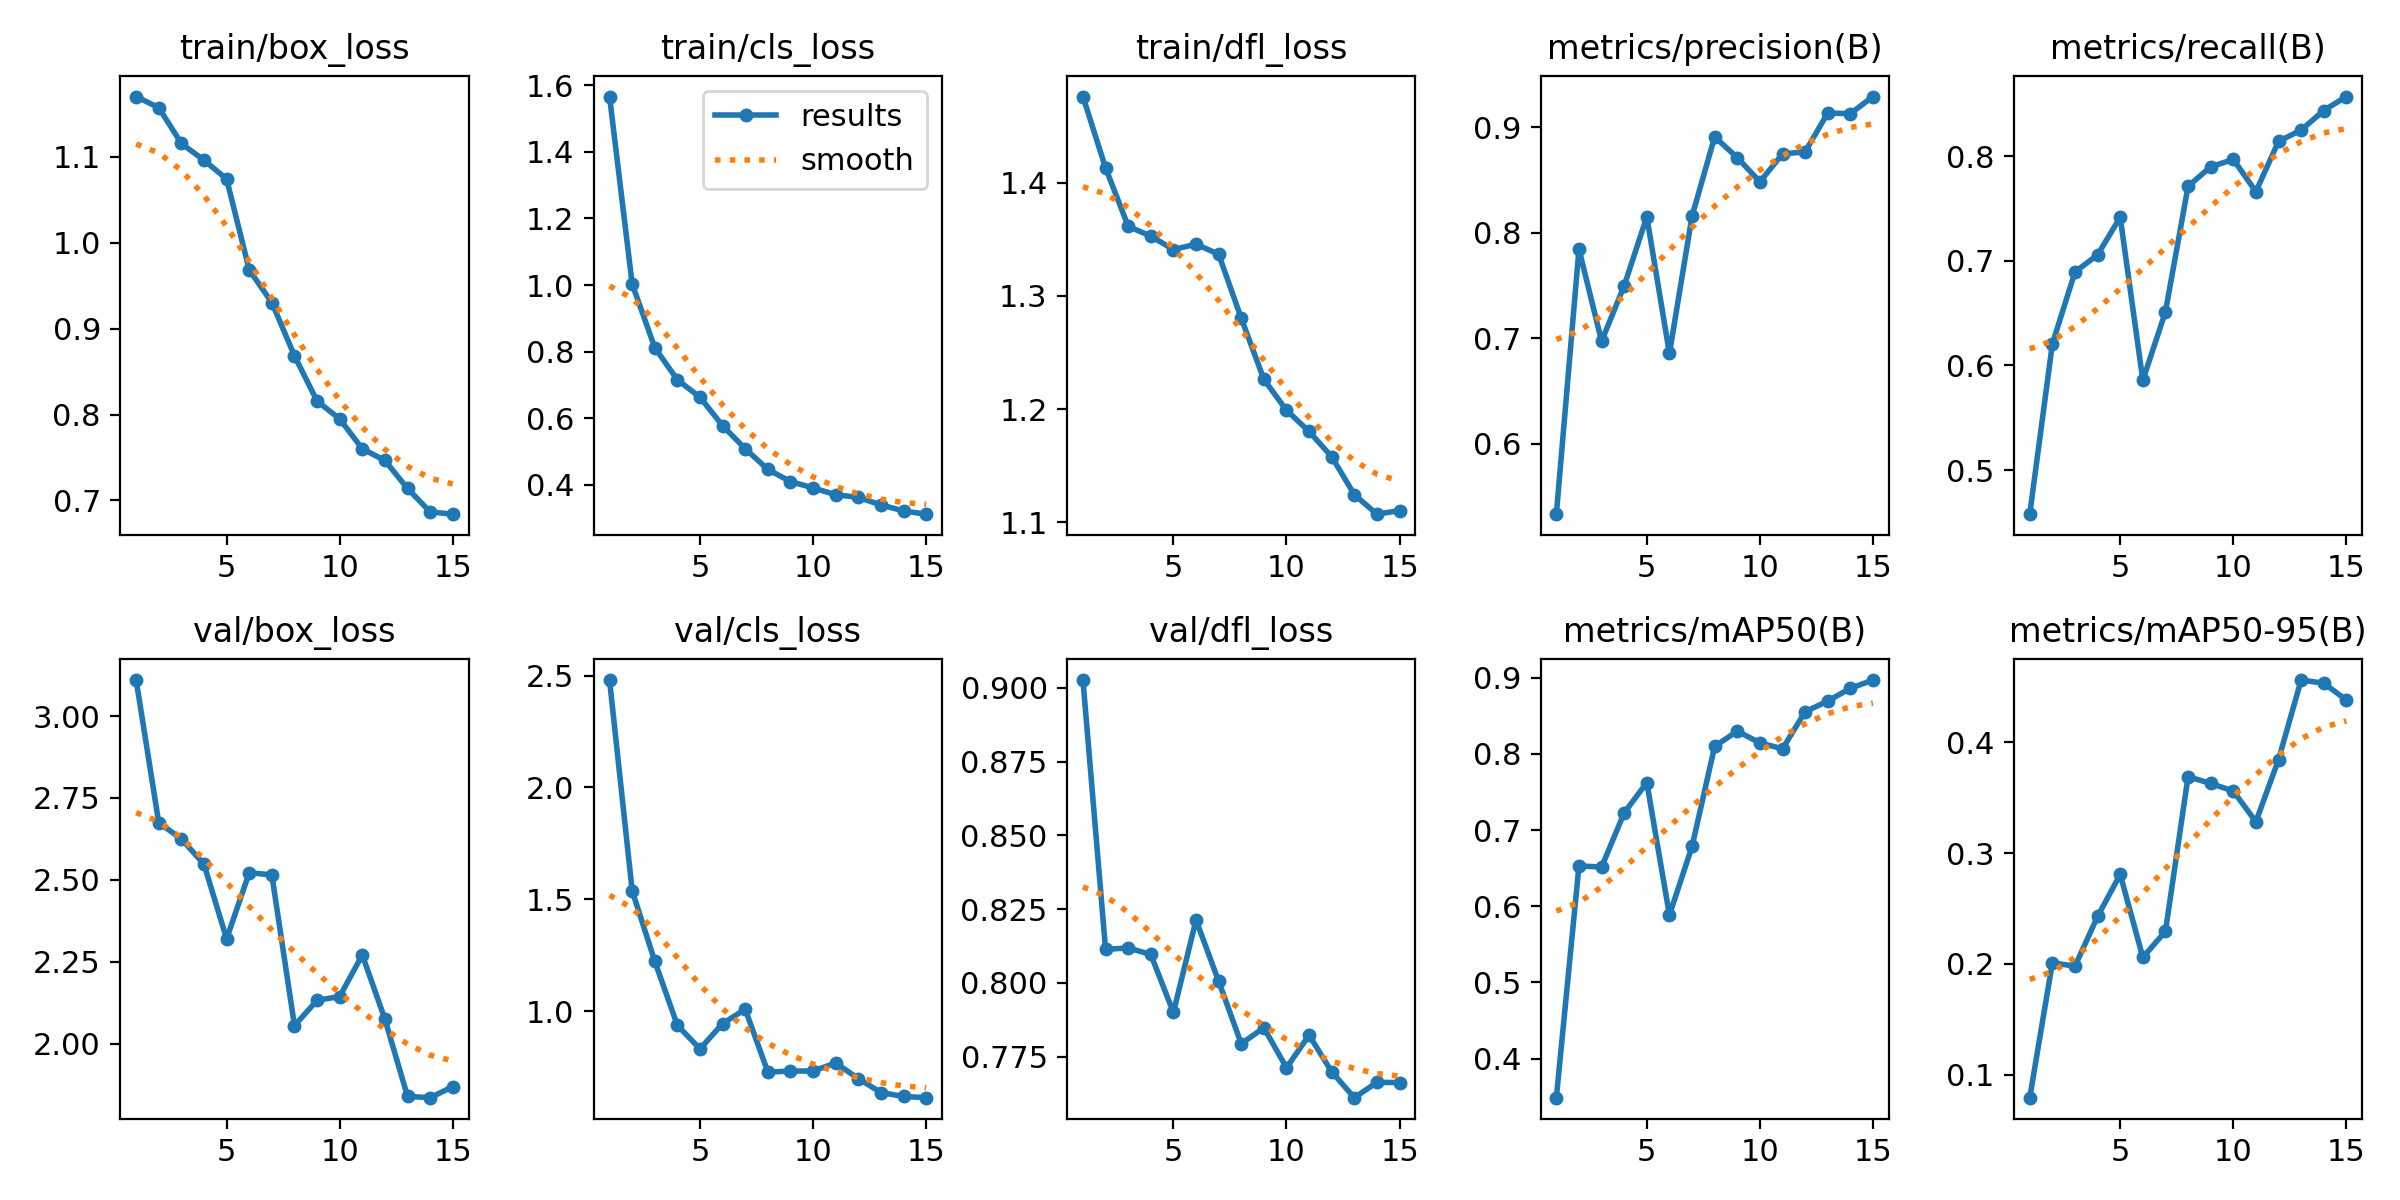 train/box_loss
1.1
1.0
0.9
0.8
0.7
5 10 15
train/cls_loss
results
smooth
1.6
1.4
1.2
1.0
0.8
0.6
0.4
5 10 15
train/dfl_loss
1.4
1.3
1.2
1.1
5 10 15
metrics/precision(B)
0.9
0.8
0.7
0.6
5 10 15
metrics/recall(B)
0.8
0.7
0.6
0.5
5 10 15
val/box_loss
3.00
2.75
2.50
2.25
2.00
5 10 15
val/cls_loss
2.5
2.0
1.5
1.0
5 10 15
val/dfl_loss
0.900
0.875
0.850
0.825
0.800
0.775
5 10 15
metrics/mAP50(B)
0.9
0.8
0.7
0.6
0.5
0.4
5 10 15
metrics/mAP50-95(B)
0.4
0.3
0.2
0.1
5 10 15